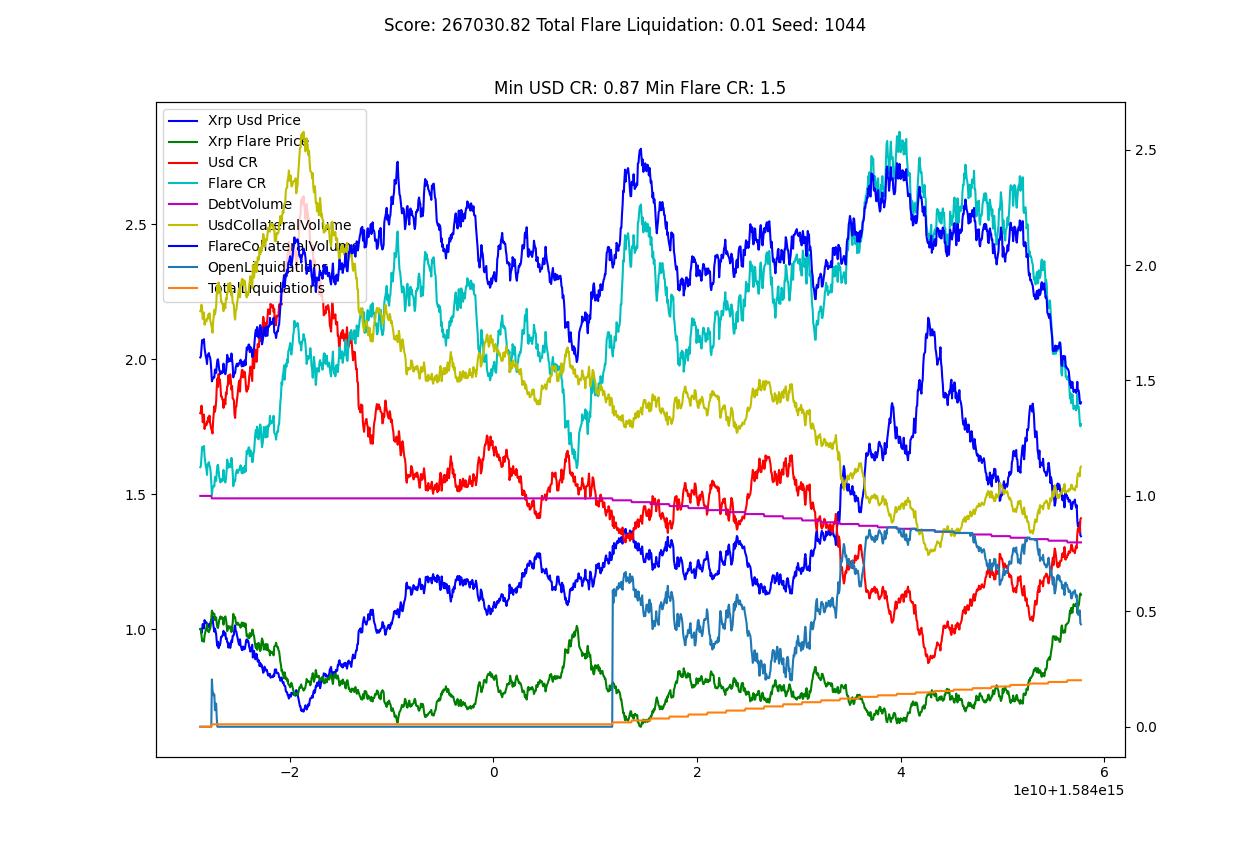 Score: 267030.82 Total Flare Liquidation: 0.01 Seed: 1044
Min USD CR: 0.87 Min Flare CR: 1.5
Xrp Usd Price
Xrp Flare Price
Usd CR
Flare CR
DebtVolume
UsdCollateralVolume
FlareCollateralVolume
OpenLiquidations
TotalLiquidations
2.5
2.0
1.5
1.0
2.5
2.0
1.5
1.0
0.5
0.0
−2 0 2 4 6
1e10+1.584e15